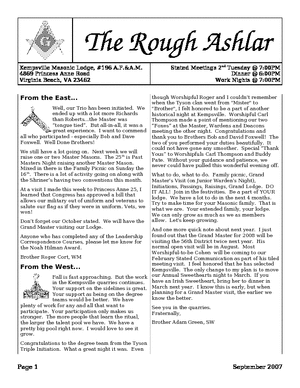 The Rough Ashlar
Kempsville Masonic Lodge, #196 A.F.&A.M.
4869 Princess Anne Road
Virginia Beach, VA 23462
Stated Meetings 2nd Tuesday @ 7:00PM
Dinner @ 6:00PM
Work Nights @ 7:00PM
From the East...
Well, our Trio has been initiated. We
ended up with a lot more Richards
than Roberts...the Master was
"tongue tied". But all-in all, it was a
great experience. I want to commend
all who participated - especially Bob and Dave
Foxwell. Well Done Brothers!
We still have a lot going on. Next week we will
raise one or two Master Masons. The 25th is Past
Masters Night raising another Master Mason.
Mixed in there is the Family Picnic on Sunday the
16th. There is a lot of activity going on along with
the Shriner's having two conventions this month.
At a visit I made this week to Princess Anne 25, I
learned that Congress has approved a bill that
allows our military out of uniform and veterans to
salute our flag as if they were in uniform. Vets, we
won!
Don't forget our October stated. We will have the
Grand Master visiting our Lodge.
Anyone who has completed any of the Leadership
Correspondence Courses, please let me know for
the Noah Hillman Award.
Brother Roger Cort, WM
From the West...
Fall is fast approaching. But the work
in the Kempsville quarries continues.
Your support on the sidelines is great.
Your support as being on the degree
teams would be better. We have
plenty of work for any and all that want to
participate. Your participation only makes us
stronger. The more people that learn the ritual,
the larger the talent pool we have. We have a
pretty big pool right now. I would love to see it
grow.
Congratulations to the degree team from the Tyson
Triple Initiation. What a great night it was. Even
though Worshipful Roger and I couldn't remember
when the Tyson clan went from "Mister" to
"Brother", I felt honored to be a part of another
historical night at Kempsville. Worshipful Carl
Thompson made a point of mentioning our two
"Foxes" at the Master, Wardens and Deacons
meeting the other night. Congratulations and
thank you to Brothers Bob and David Foxwell! The
two of you performed your duties beautifully. It
could not have gone any smoother. Special "Thank
You's" to Worshipfuls Carl Thompson and Buddy
Pate. Without your guidance and patience, we
never could have pulled this wonderful evening off.
What to do, what to do. Family picnic, Grand
Master's Visit (on Junior Warden's Nights),
Initiations, Passings, Raisings, Grand Lodge. DO
IT ALL! Join in the festivities. Be a part of YOUR
lodge. We have a lot to do in the next 4 months.
Try to make time for your Masonic family. That is
what we are. Your extended family, your lodge.
We can only grow as much as we as members
allow. Let's keep growing.
And one more quick note about next year. I just
found out that the Grand Master for 2008 will be
visiting the 56th District twice next year. His
normal open visit will be in August. Most
Worshipful to-be Cohen will be coming to our
February Stated Communication as part of his tiled
meeting visit. I feel honored that he has selected
Kempsville. The only change to my plan is to move
our Annual Sweethearts night to March. If you
have an Irish Sweetheart, bring her to dinner in
March next year. I know this is early, but when
planning for a Grand Master visit, the earlier we
know the better.
See you in the quarries.
Fraternally,
Brother Adam Green, SW
Page 1
September 2007